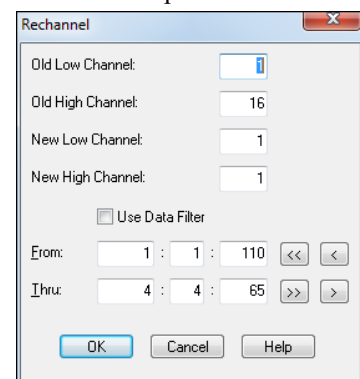 Rechannel
Old Low Channel: 1
Old High Channel: 16
New Low Channel: 1
New High Channel: 1
Use Data Filter
From: 1 : 1 : 110 << <
Thru: 4 : 4 : 65 >> >
OK Cancel Help